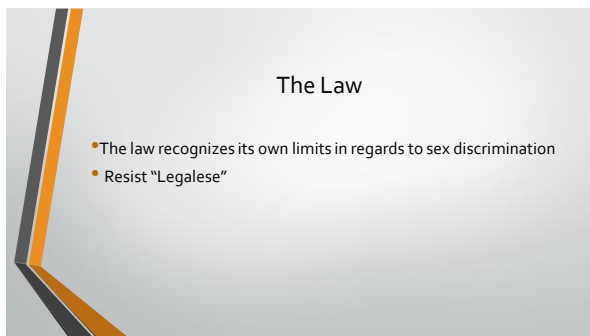 The Law
•The law recognizes its own limits in regards to sex discrimination
• Resist “Legalese”